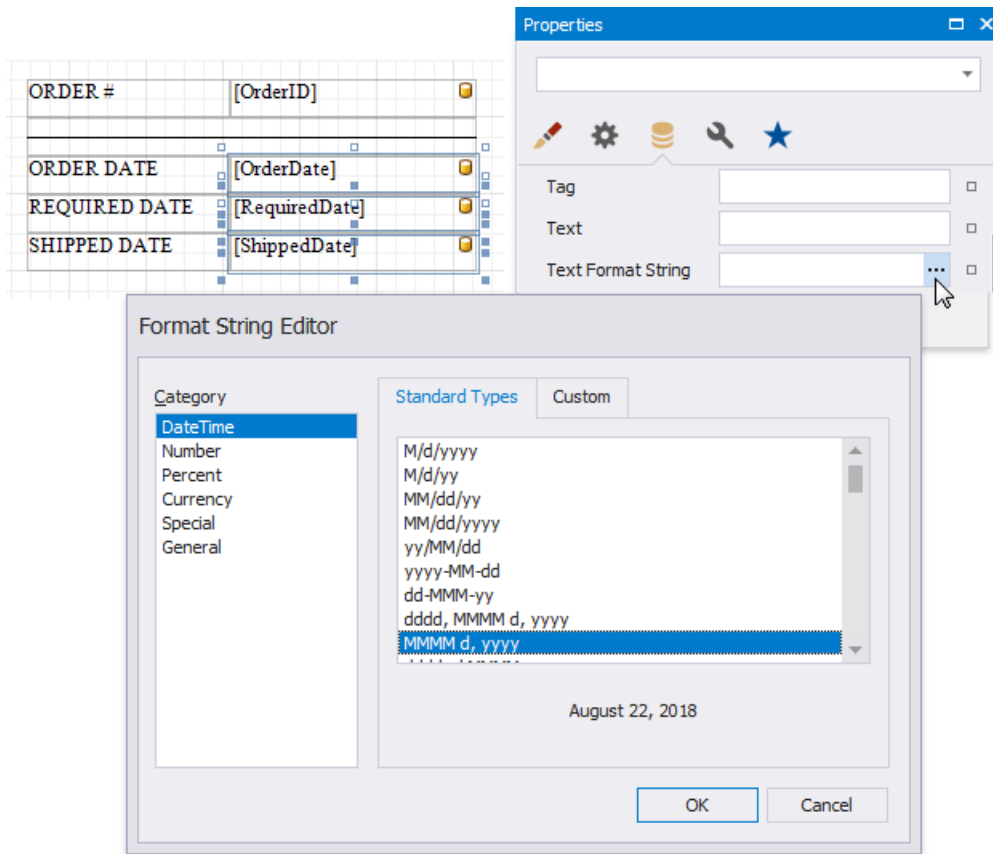 Properties
ORDER # [OrderID]
ORDER DATE [OrderDate]
REQUIRED DATE [RequiredDate]
SHIPPED DATE [ShippedDate]
Tag
Text
Text Format String ...
Format String Editor
Category
DateTime
Number
Percent
Currency
Special
General
Standard Types Custom
M/d/yyyy
M/d/yy
MM/dd/yy
MM/dd/yyyy
yy/MM/dd
yyyy-MM-dd
dd-MMM-yy
dddd, MMMM d, yyyy
MMMM d, yyyy
August 22, 2018
OK Cancel